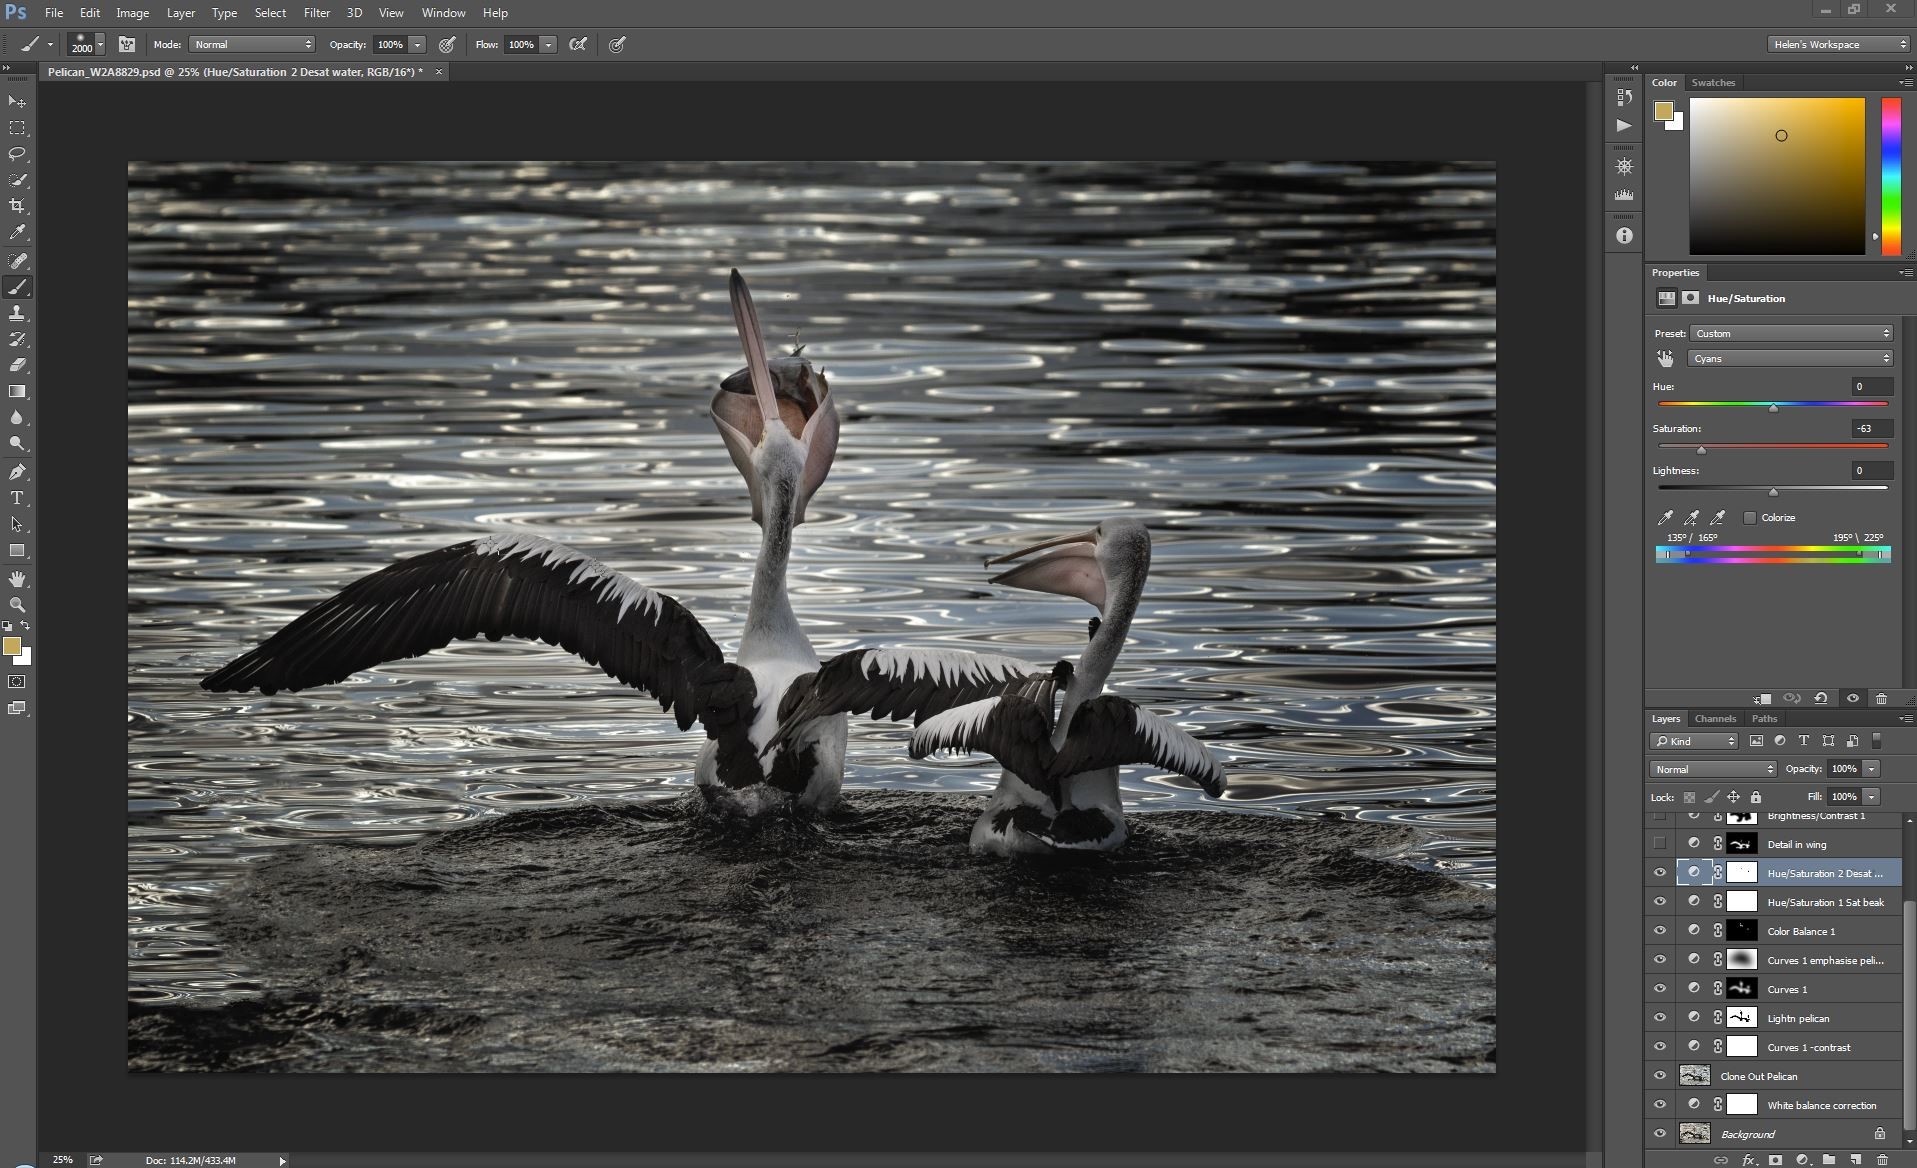 Ps File Edit Image Layer Type Select Filter 3D View Window Help
2000 Mode: Normal Opacity: 100% Flow: 100% Helen's Workspace
Pelican_W2A8829.psd @ 25% (Hue/Saturation 2 Desat water, RGB/16*) * ×
Color Swatches
Properties
Hue/Saturation
Preset: Custom
Cyans
Hue: 0
Saturation: -63
Lightness: 0
Colorize
135º / 165º 195º \ 225º
Layers Channels Paths
Kind
Normal Opacity: 100%
Lock: Fill: 100%
Brightness/Contrast 1
Detail in wing
Hue/Saturation 2 Desat ...
Hue/Saturation 1 Sat beak
Color Balance 1
Curves 1 emphasise peli...
Curves 1
Lightn pelican
Curves 1 -contrast
Clone Out Pelican
White balance correction
Background
T
25% Doc: 114.2M/433.4M
fx